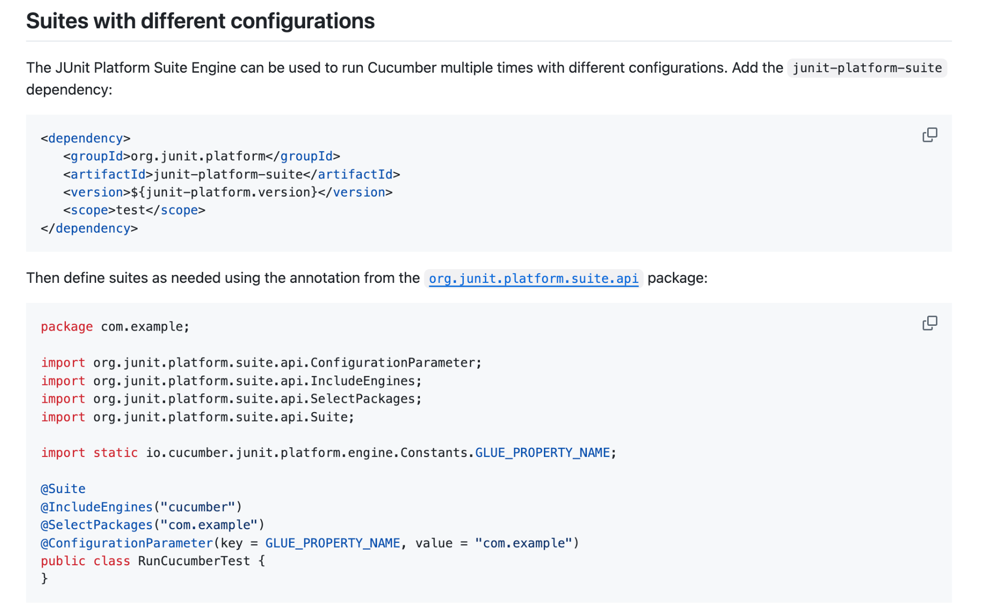 Suites with different configurations
The JUnit Platform Suite Engine can be used to run Cucumber multiple times with different configurations. Add the junit-platform-suite
dependency:
<dependency>
   <groupId>org.junit.platform</groupId>
   <artifactId>junit-platform-suite</artifactId>
   <version>${junit-platform.version}</version>
   <scope>test</scope>
</dependency>
Then define suites as needed using the annotation from the org.junit.platform.suite.api package:
package com.example;
import org.junit.platform.suite.api.ConfigurationParameter;
import org.junit.platform.suite.api.IncludeEngines;
import org.junit.platform.suite.api.SelectPackages;
import org.junit.platform.suite.api.Suite;
import static io.cucumber.junit.platform.engine.Constants.GLUE_PROPERTY_NAME;
@Suite
@IncludeEngines("cucumber")
@SelectPackages("com.example")
@ConfigurationParameter(key = GLUE_PROPERTY_NAME, value = "com.example")
public class RunCucumberTest {
}